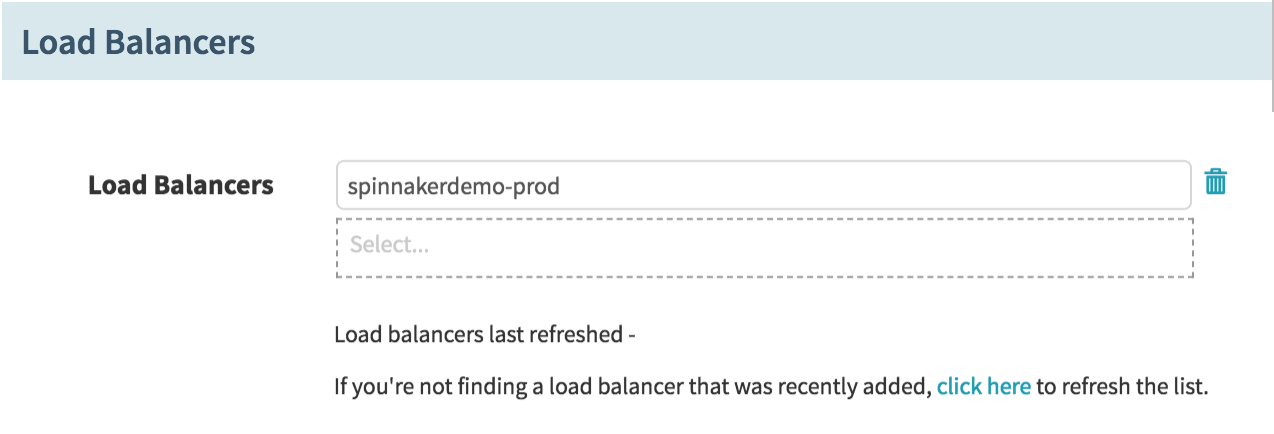 Load Balancers
Load Balancers
spinnakerdemo-prod
Select...
Load balancers last refreshed -
If you're not finding a load balancer that was recently added, click here to refresh the list.